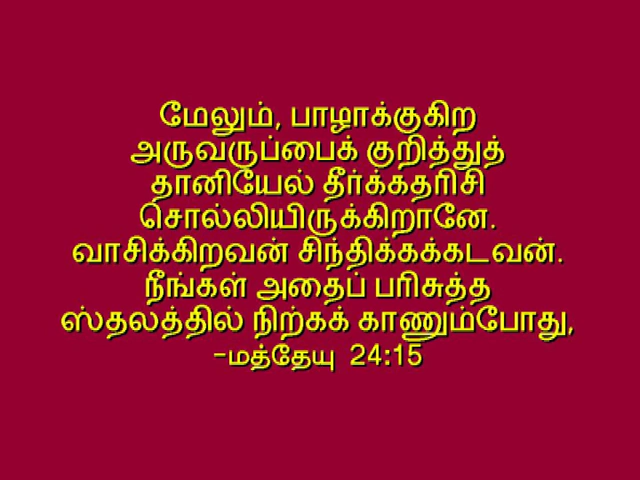 மேலும், பாழாக்குகிற
அருவருப்பைக் குறித்துத்
தானியேல் தீர்க்கதரிசி
சொல்லியிருக்கிறானே.
வாசிக்கிறவன் சிந்திக்கக்கடவன்.
நீங்கள் அதைப் பரிசுத்த
ஸ்தலத்தில் நிற்கக் காணும்போது,
-மத்தேயு 24:15